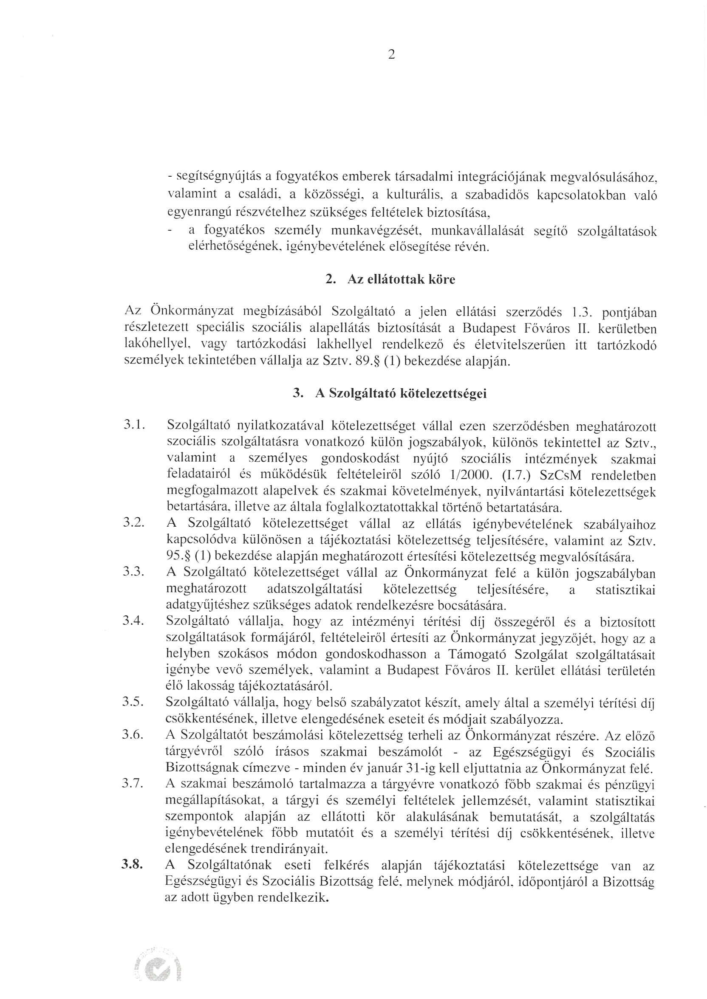 2
- segítségnyújtás a fogyatékos emberek társadalmi integrációjának megvalósulásához,
valamint a családi, a közösségi, a kulturális, a szabadidős kapcsolatokban való
egyenrangú részvételhez szükséges feltételek biztosítása,
- a fogyatékos személy munkavégzését, munkavállalását segítő szolgáltatások
elérhetőségének, igénybevételének elősegítése révén.
2. Az ellátottak köre
Az Önkormányzat megbízásából Szolgáltató a jelen ellátási szerződés 1.3. pontjában
részletezett speciális szociális alapellátás biztosítását a Budapest Főváros II. kerületben
lakóhellyel, vagy tartózkodási lakhellyel rendelkező és életvitelszerűen itt tartózkodó
személyek tekintetében vállalja az Sztv. 89.§ (1) bekezdése alapján.
3. A Szolgáltató kötelezettségei
3.1. Szolgáltató nyilatkozatával kötelezettséget vállal ezen szerződésben meghatározott
szociális szolgáltatásra vonatkozó külön jogszabályok, különös tekintettel az Sztv.,
valamint a személyes gondoskodást nyújtó szociális intézmények szakmai
feladatairól és működésük feltételeiről szóló 1/2000. (I.7.) SzCsM rendeletben
megfogalmazott alapelvek és szakmai követelmények, nyilvántartási kötelezettségek
betartására, illetve az általa foglalkoztatottakkal történő betartatására.
3.2. A Szolgáltató kötelezettséget vállal az ellátás igénybevételének szabályaihoz
kapcsolódva különösen a tájékoztatási kötelezettség teljesítésére, valamint az Sztv.
95.§ (1) bekezdése alapján meghatározott értesítési kötelezettség megvalósítására.
3.3. A Szolgáltató kötelezettséget vállal az Önkormányzat felé a külön jogszabályban
meghatározott adatszolgáltatási kötelezettség teljesítésére, a statisztikai
adatgyűjtéshez szükséges adatok rendelkezésre bocsátására.
3.4. Szolgáltató vállalja, hogy az intézményi térítési díj összegéről és a biztosított
szolgáltatások formájáról, feltételeiről értesíti az Önkormányzat jegyzőjét, hogy az a
helyben szokásos módon gondoskodhasson a Támogató Szolgálat szolgáltatásait
igénybe vevő személyek, valamint a Budapest Főváros II. kerület ellátási területén
élő lakosság tájékoztatásáról.
3.5. Szolgáltató vállalja, hogy belső szabályzatot készít, amely által a személyi térítési díj
csökkentésének, illetve elengedésének eseteit és módjait szabályozza.
3.6. A Szolgáltatót beszámolási kötelezettség terheli az Önkormányzat részére. Az előző
tárgyévről szóló írásos szakmai beszámolót - az Egészségügyi és Szociális
Bizottságnak címezve - minden év január 31-ig kell eljuttatnia az Önkormányzat felé.
3.7. A szakmai beszámoló tartalmazza a tárgyévre vonatkozó főbb szakmai és pénzügyi
megállapításokat, a tárgyi és személyi feltételek jellemzését, valamint statisztikai
szempontok alapján az ellátotti kör alakulásának bemutatását, a szolgáltatás
igénybevételének főbb mutatóit és a személyi térítési díj csökkentésének, illetve
elengedésének trendirányait.
3.8. A Szolgáltatónak eseti felkérés alapján tájékoztatási kötelezettsége van az
Egészségügyi és Szociális Bizottság felé, melynek módjáról, időpontjáról a Bizottság
az adott ügyben rendelkezik.